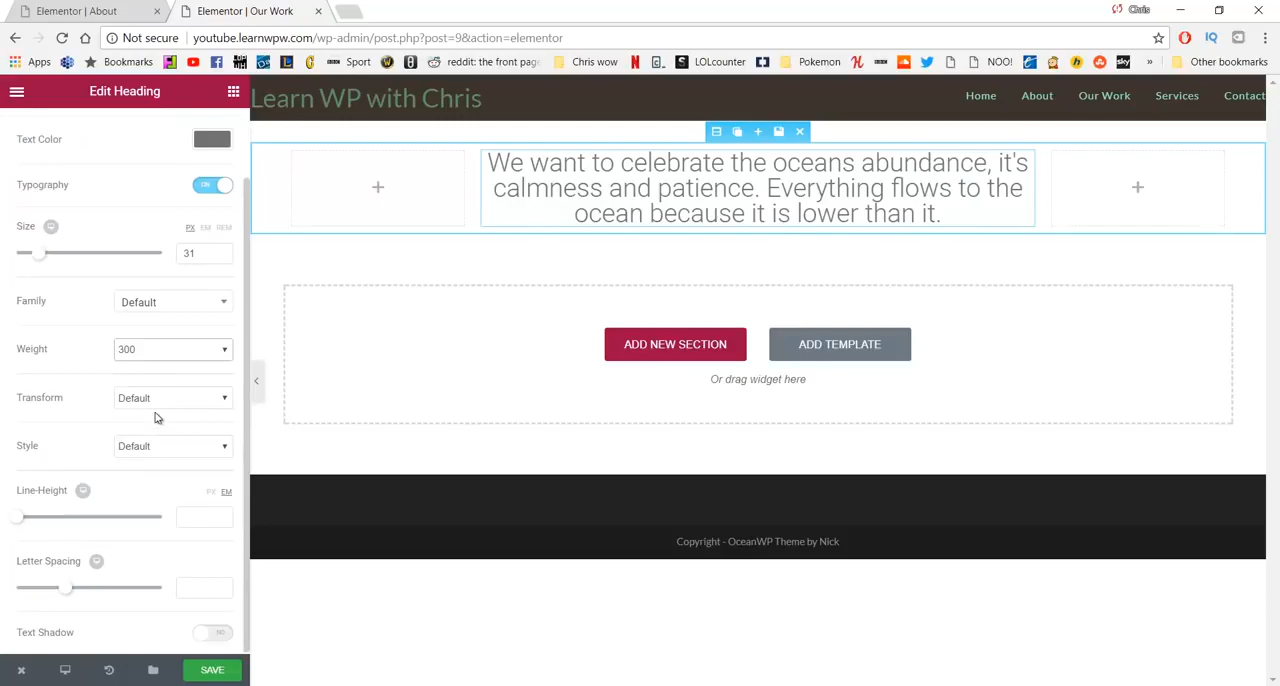 Elementor | About
Elementor | Our Work
Chris
Not secure
youtube.learnwpw.com/wp-admin/post.php?post=9&action=elementor
Apps
Bookmarks
Sport
reddit: the front page
Chris wow
LOLcounter
Pokemon
NOO!
sky
»
Other bookmarks
Edit Heading
Learn WP with Chris
Home
About
Our Work
Services
Contact
Text Color
We want to celebrate the oceans abundance, it's
calmness and patience. Everything flows to the
ocean because it is lower than it.
Typography
ON
Size
PX EM REM
31
Family
Default
Weight
300
ADD NEW SECTION
ADD TEMPLATE
Or drag widget here
Transform
Default
Style
Default
Line-Height
PX EM
Copyright - OceanWP Theme by Nick
Letter Spacing
Text Shadow
NO
SAVE